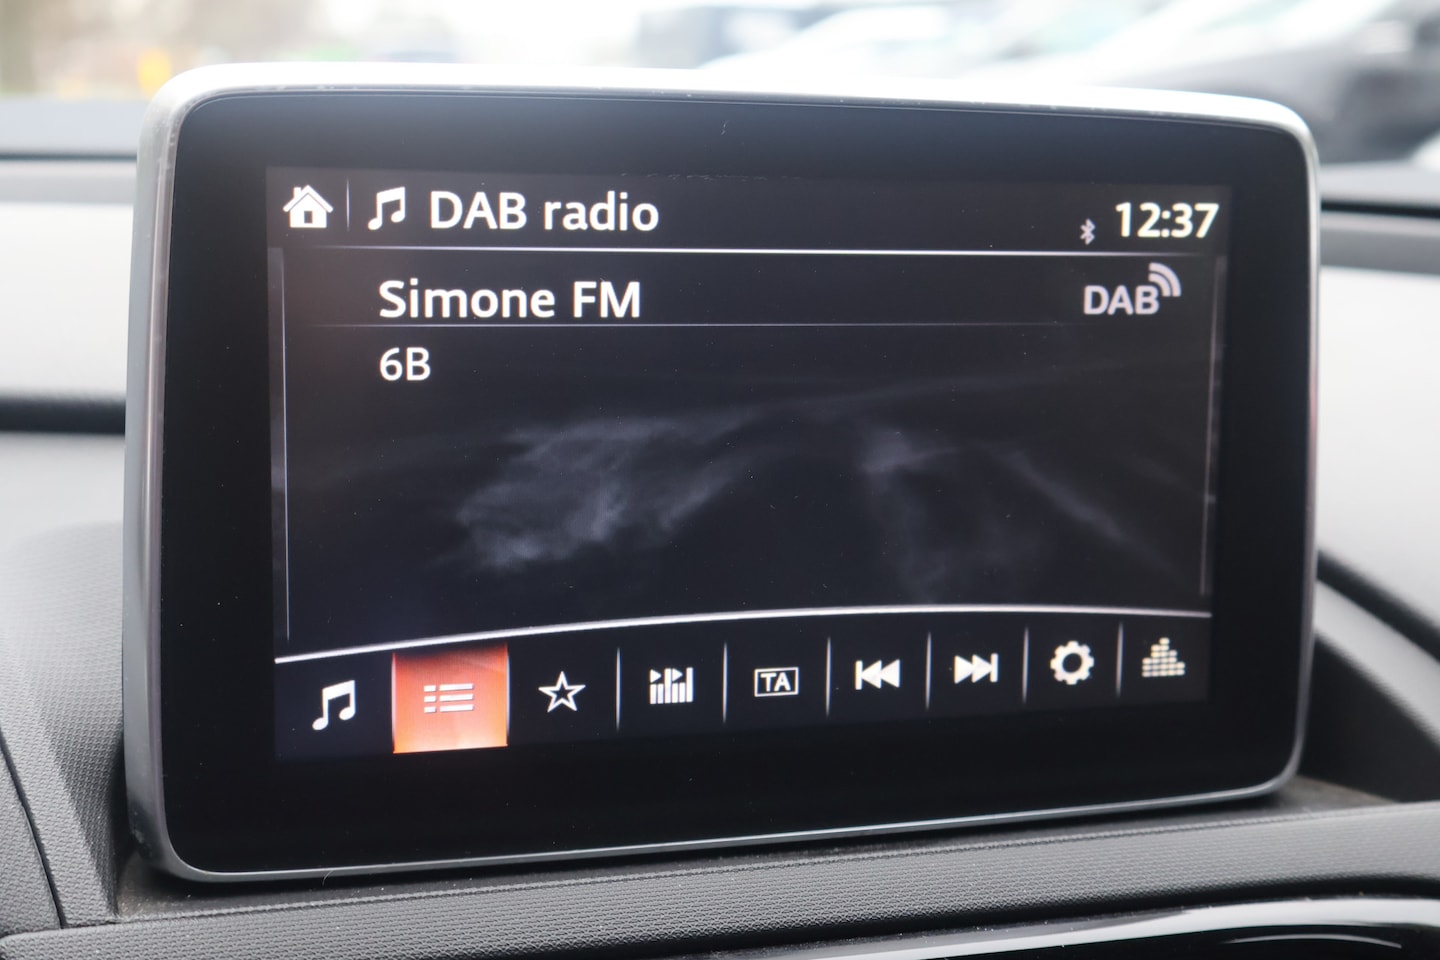 DAB radio 12:37
Simone FM DAB
6B
TA